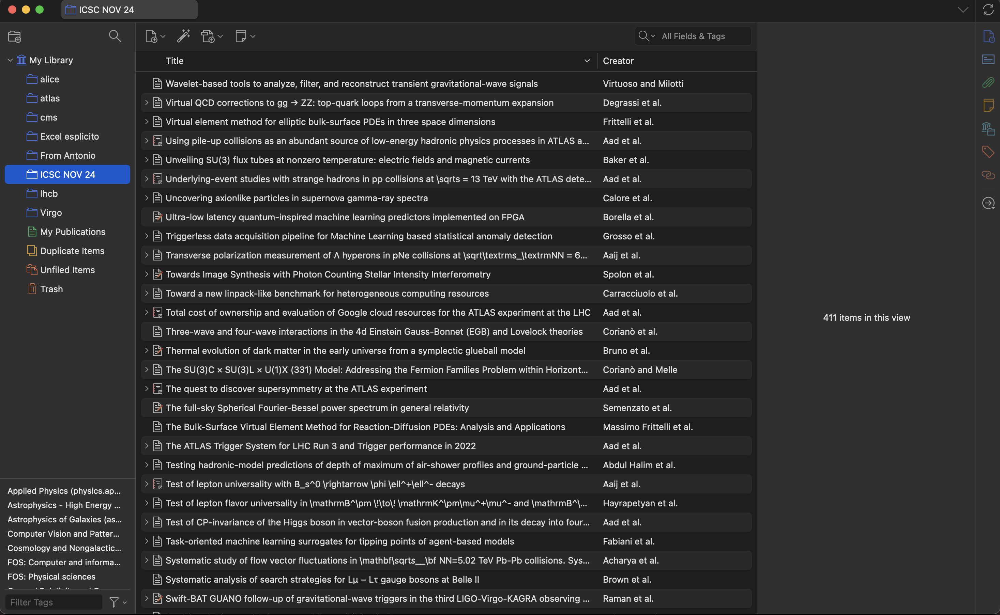 ICSC NOV 24
All Fields & Tags
My Library
alice
atlas
cms
Excel esplicito
From Antonio
ICSC NOV 24
lhcb
Virgo
My Publications
Duplicate Items
Unfiled Items
Trash
Applied Physics (physics.ap...
Astrophysics - High Energy ...
Astrophysics of Galaxies (as...
Computer Vision and Patter...
Cosmology and Nongalactic...
FOS: Computer and informa...
FOS: Physical sciences
Filter Tags
Title Creator
Wavelet-based tools to analyze, filter, and reconstruct transient gravitational-wave signals Virtuoso and Milotti
Virtual QCD corrections to gg → ZZ: top-quark loops from a transverse-momentum expansion Degrassi et al.
Virtual element method for elliptic bulk-surface PDEs in three space dimensions Frittelli et al.
Using pile-up collisions as an abundant source of low-energy hadronic physics processes in ATLAS a... Aad et al.
Unveiling SU(3) flux tubes at nonzero temperature: electric fields and magnetic currents Baker et al.
Underlying-event studies with strange hadrons in pp collisions at \sqrts = 13 TeV with the ATLAS dete... Aad et al.
Uncovering axionlike particles in supernova gamma-ray spectra Calore et al.
Ultra-low latency quantum-inspired machine learning predictors implemented on FPGA Borella et al.
Triggerless data acquisition pipeline for Machine Learning based statistical anomaly detection Grosso et al.
Transverse polarization measurement of Λ hyperons in pNe collisions at \sqrt\textrms_\textrmNN = 6... Aaij et al.
Towards Image Synthesis with Photon Counting Stellar Intensity Interferometry Spolon et al.
Toward a new linpack-like benchmark for heterogeneous computing resources Carracciuolo et al.
Total cost of ownership and evaluation of Google cloud resources for the ATLAS experiment at the LHC Aad et al.
Three-wave and four-wave interactions in the 4d Einstein Gauss-Bonnet (EGB) and Lovelock theories Corianò et al.
Thermal evolution of dark matter in the early universe from a symplectic glueball model Bruno et al.
The SU(3)C × SU(3)L × U(1)X (331) Model: Addressing the Fermion Families Problem within Horizont... Corianò and Melle
The quest to discover supersymmetry at the ATLAS experiment Aad et al.
The full-sky Spherical Fourier-Bessel power spectrum in general relativity Semenzato et al.
The Bulk-Surface Virtual Element Method for Reaction-Diffusion PDEs: Analysis and Applications Massimo Frittelli et al.
The ATLAS Trigger System for LHC Run 3 and Trigger performance in 2022 Aad et al.
Testing hadronic-model predictions of depth of maximum of air-shower profiles and ground-particle ... Abdul Halim et al.
Test of lepton universality with B_s^0 \rightarrow \phi \ell^+\ell^- decays Aaij et al.
Test of lepton flavor universality in \mathrmB^\pm \!\to\! \mathrmK^\pm\mu^+\mu^- and \mathrmB^\... Hayrapetyan et al.
Test of CP-invariance of the Higgs boson in vector-boson fusion production and in its decay into four... Aad et al.
Task-oriented machine learning surrogates for tipping points of agent-based models Fabiani et al.
Systematic study of flow vector fluctuations in \mathbf\sqrts__\bf NN=5.02 TeV Pb-Pb collisions. Sys... Acharya et al.
Systematic analysis of search strategies for Lμ − Lτ gauge bosons at Belle II Brown et al.
Swift-BAT GUANO follow-up of gravitational-wave triggers in the third LIGO-Virgo-KAGRA observing ... Raman et al.
411 items in this view